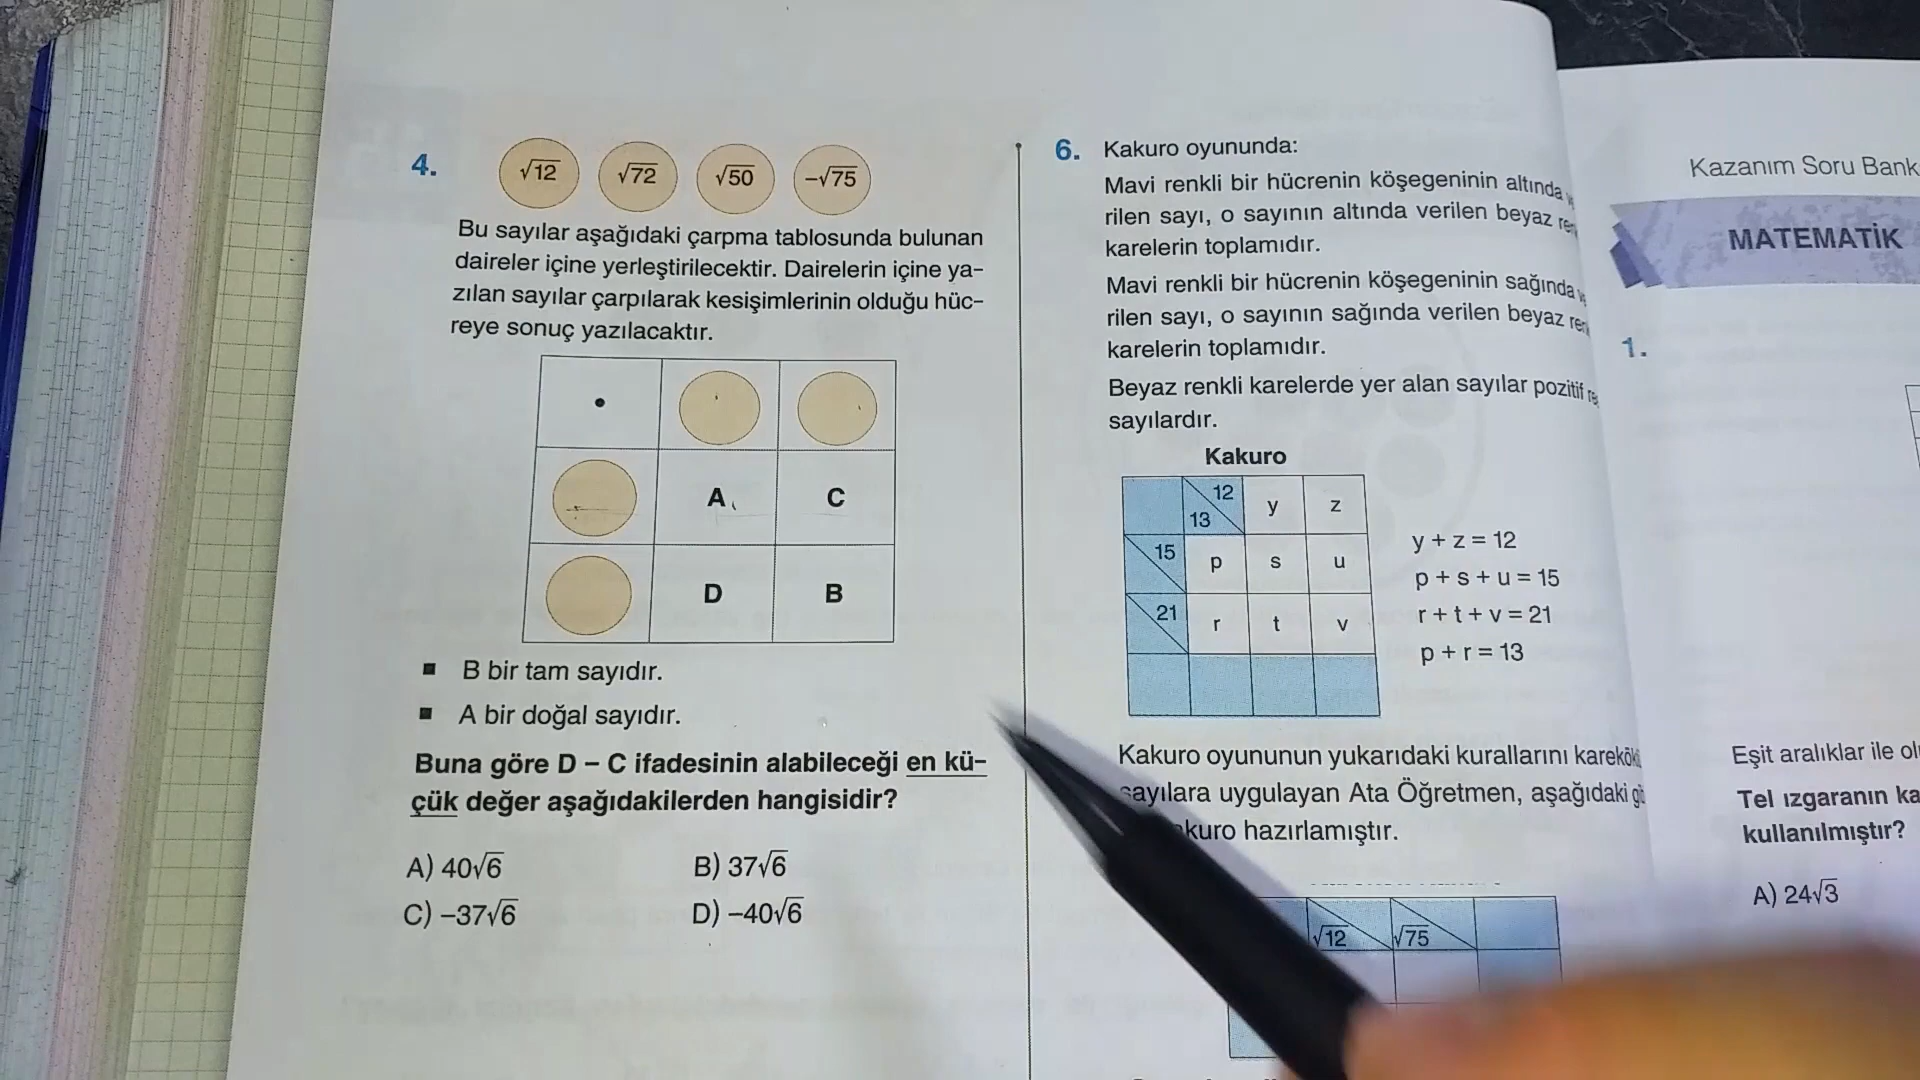 4.
√12 √72 √50 –√75
Bu sayılar aşağıdaki çarpma tablosunda bulunan
daireler içine yerleştirilecektir. Dairelerin içine ya-
zılan sayılar çarpılarak kesişimlerinin olduğu hüc-
reye sonuç yazılacaktır.
•
A C
D B
▪ B bir tam sayıdır.
▪ A bir doğal sayıdır.
Buna göre D – C ifadesinin alabileceği en kü-
çük değer aşağıdakilerden hangisidir?
A) 40√6 B) 37√6
C) –37√6 D) –40√6
6. Kakuro oyununda:
Mavi renkli bir hücrenin köşegeninin altında
rilen sayı, o sayının altında verilen beyaz
karelerin toplamıdır.
Mavi renkli bir hücrenin köşegeninin sağında
rilen sayı, o sayının sağında verilen beyaz
karelerin toplamıdır.
Beyaz renkli karelerde yer alan sayılar pozitif
sayılardır.
Kakuro
12 y z
13
15 p s u
21 r t v
y + z = 12
p + s + u = 15
r + t + v = 21
p + r = 13
Kakuro oyununun yukarıdaki kurallarını
sayılara uygulayan Ata Öğretmen, aşağıdaki
kuro hazırlamıştır.
√12 √75
Kazanım Soru Bank
MATEMATİK
1.
Eşit aralıklar ile
Tel ızgaranın
kullanılmıştır?
A) 24√3